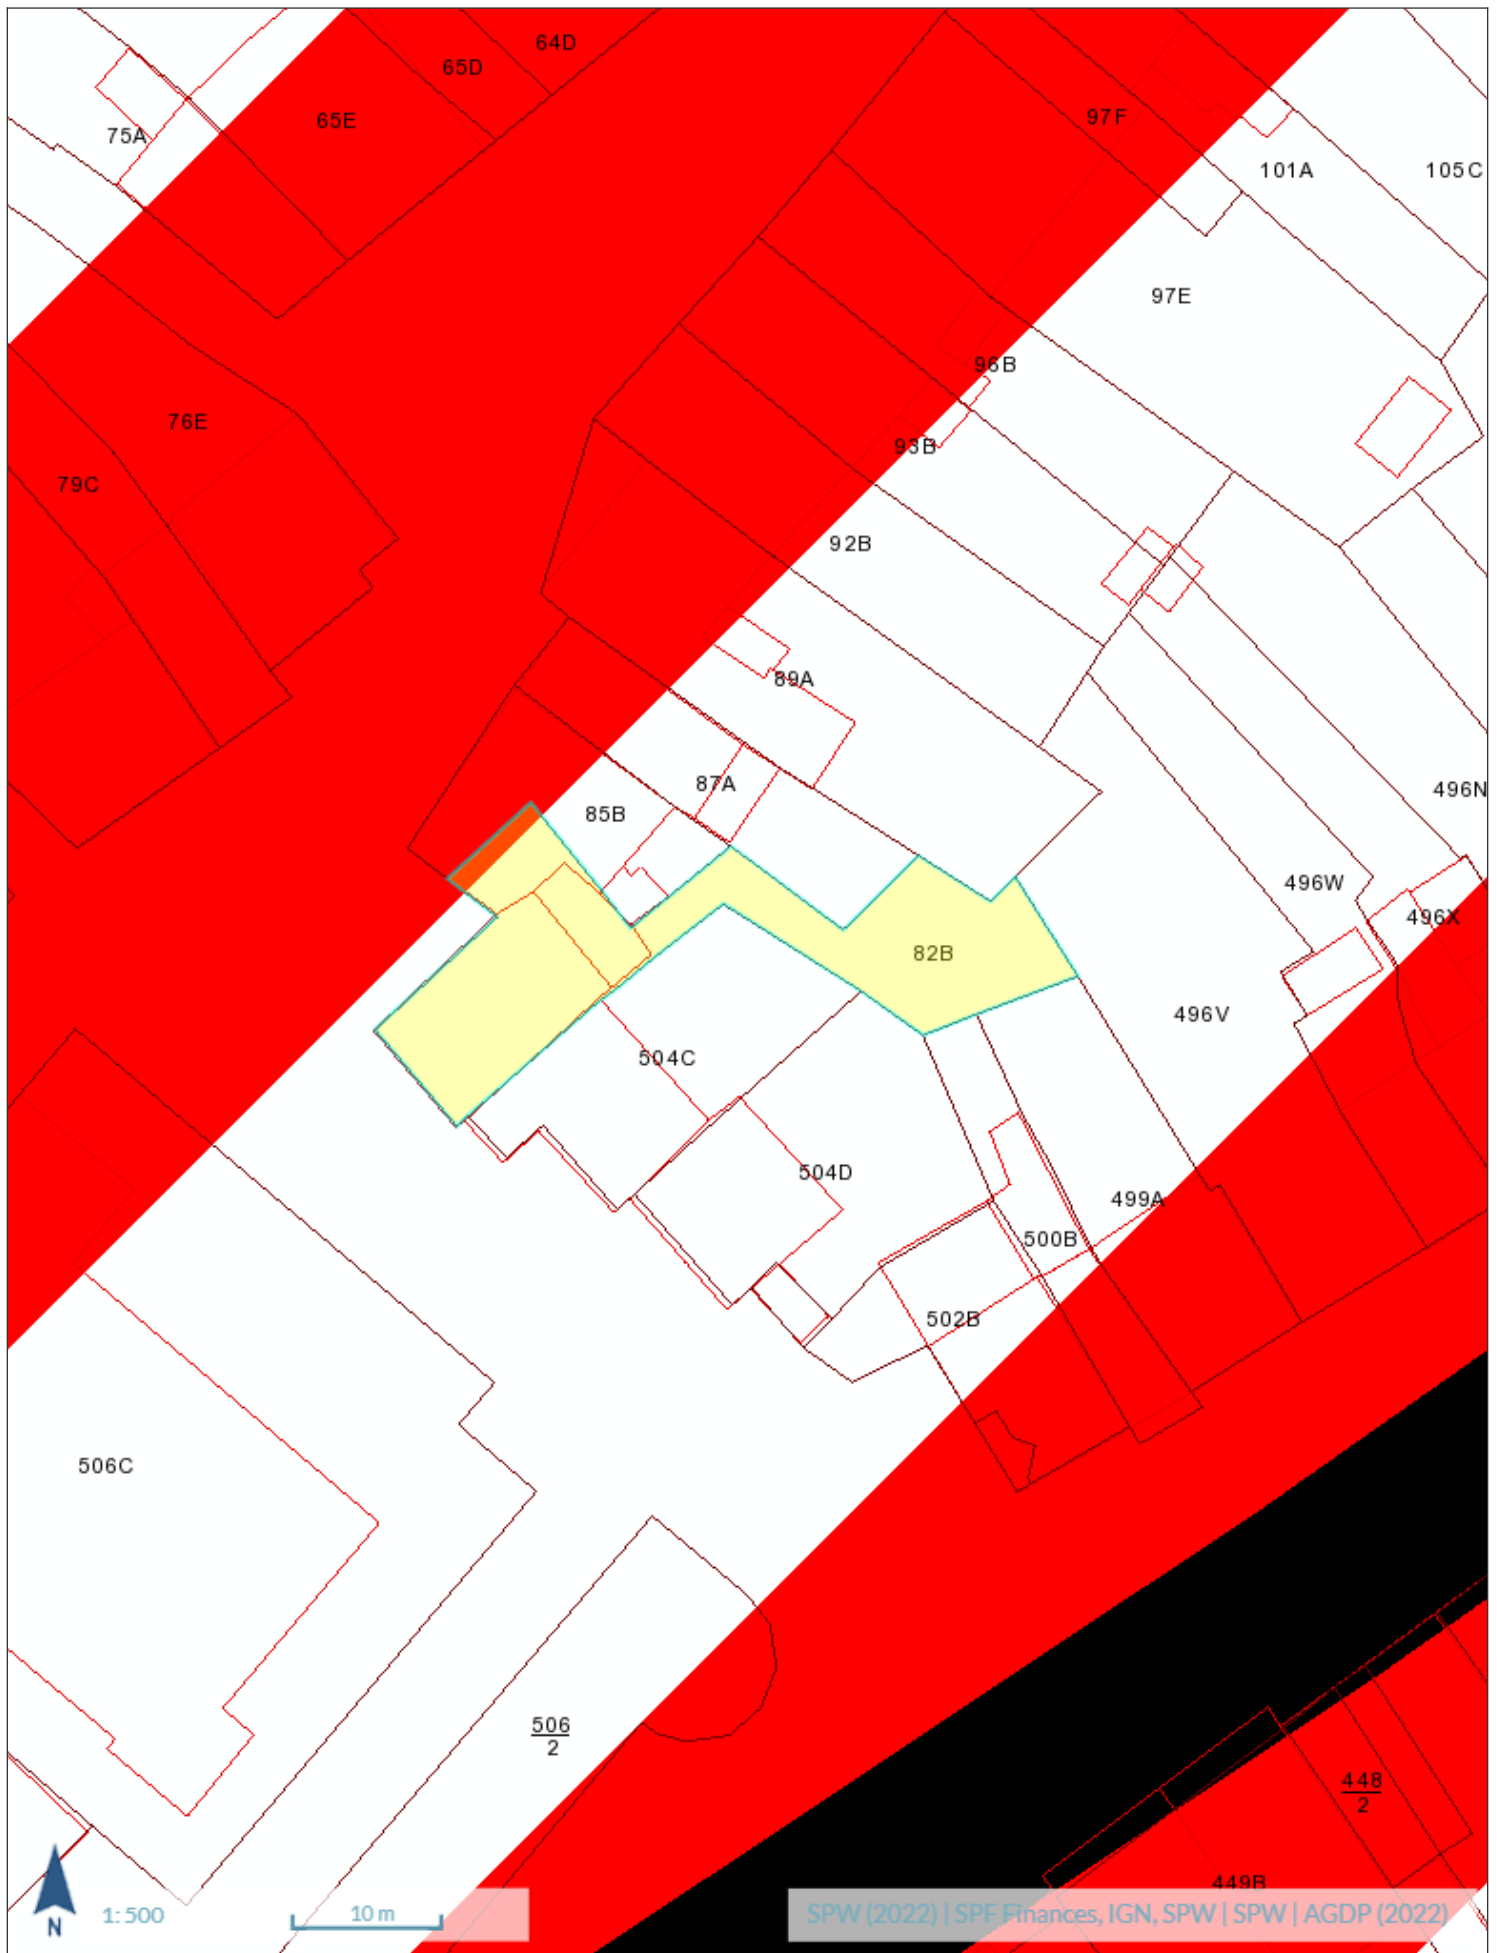 64D
65D
65E
97F
75A
101A
105C
97E
96B
76E
93B
79C
92B
89A
87A
496N
85B
496W
496X
82B
496V
504C
504D
499A
500B
502B
506C
506
2
448
2
449B
1:500
10 m
N
SPW (2022) | SPF Finances, IGN, SPW | SPW | AGDP (2022)